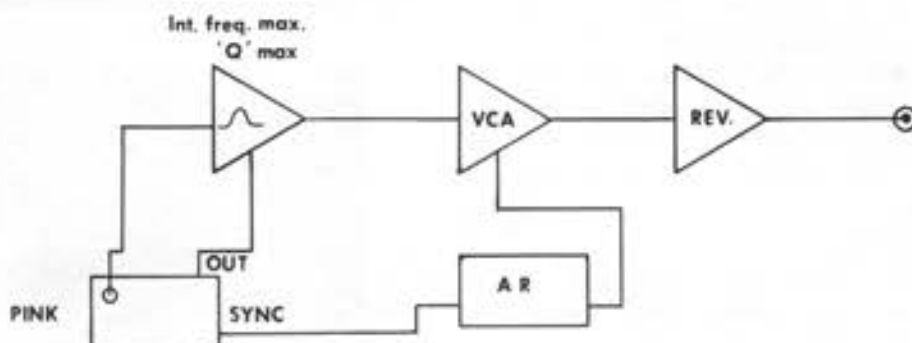 Int. freq. max.
'Q' max
VCA
REV.
OUT
A R
PINK
SYNC